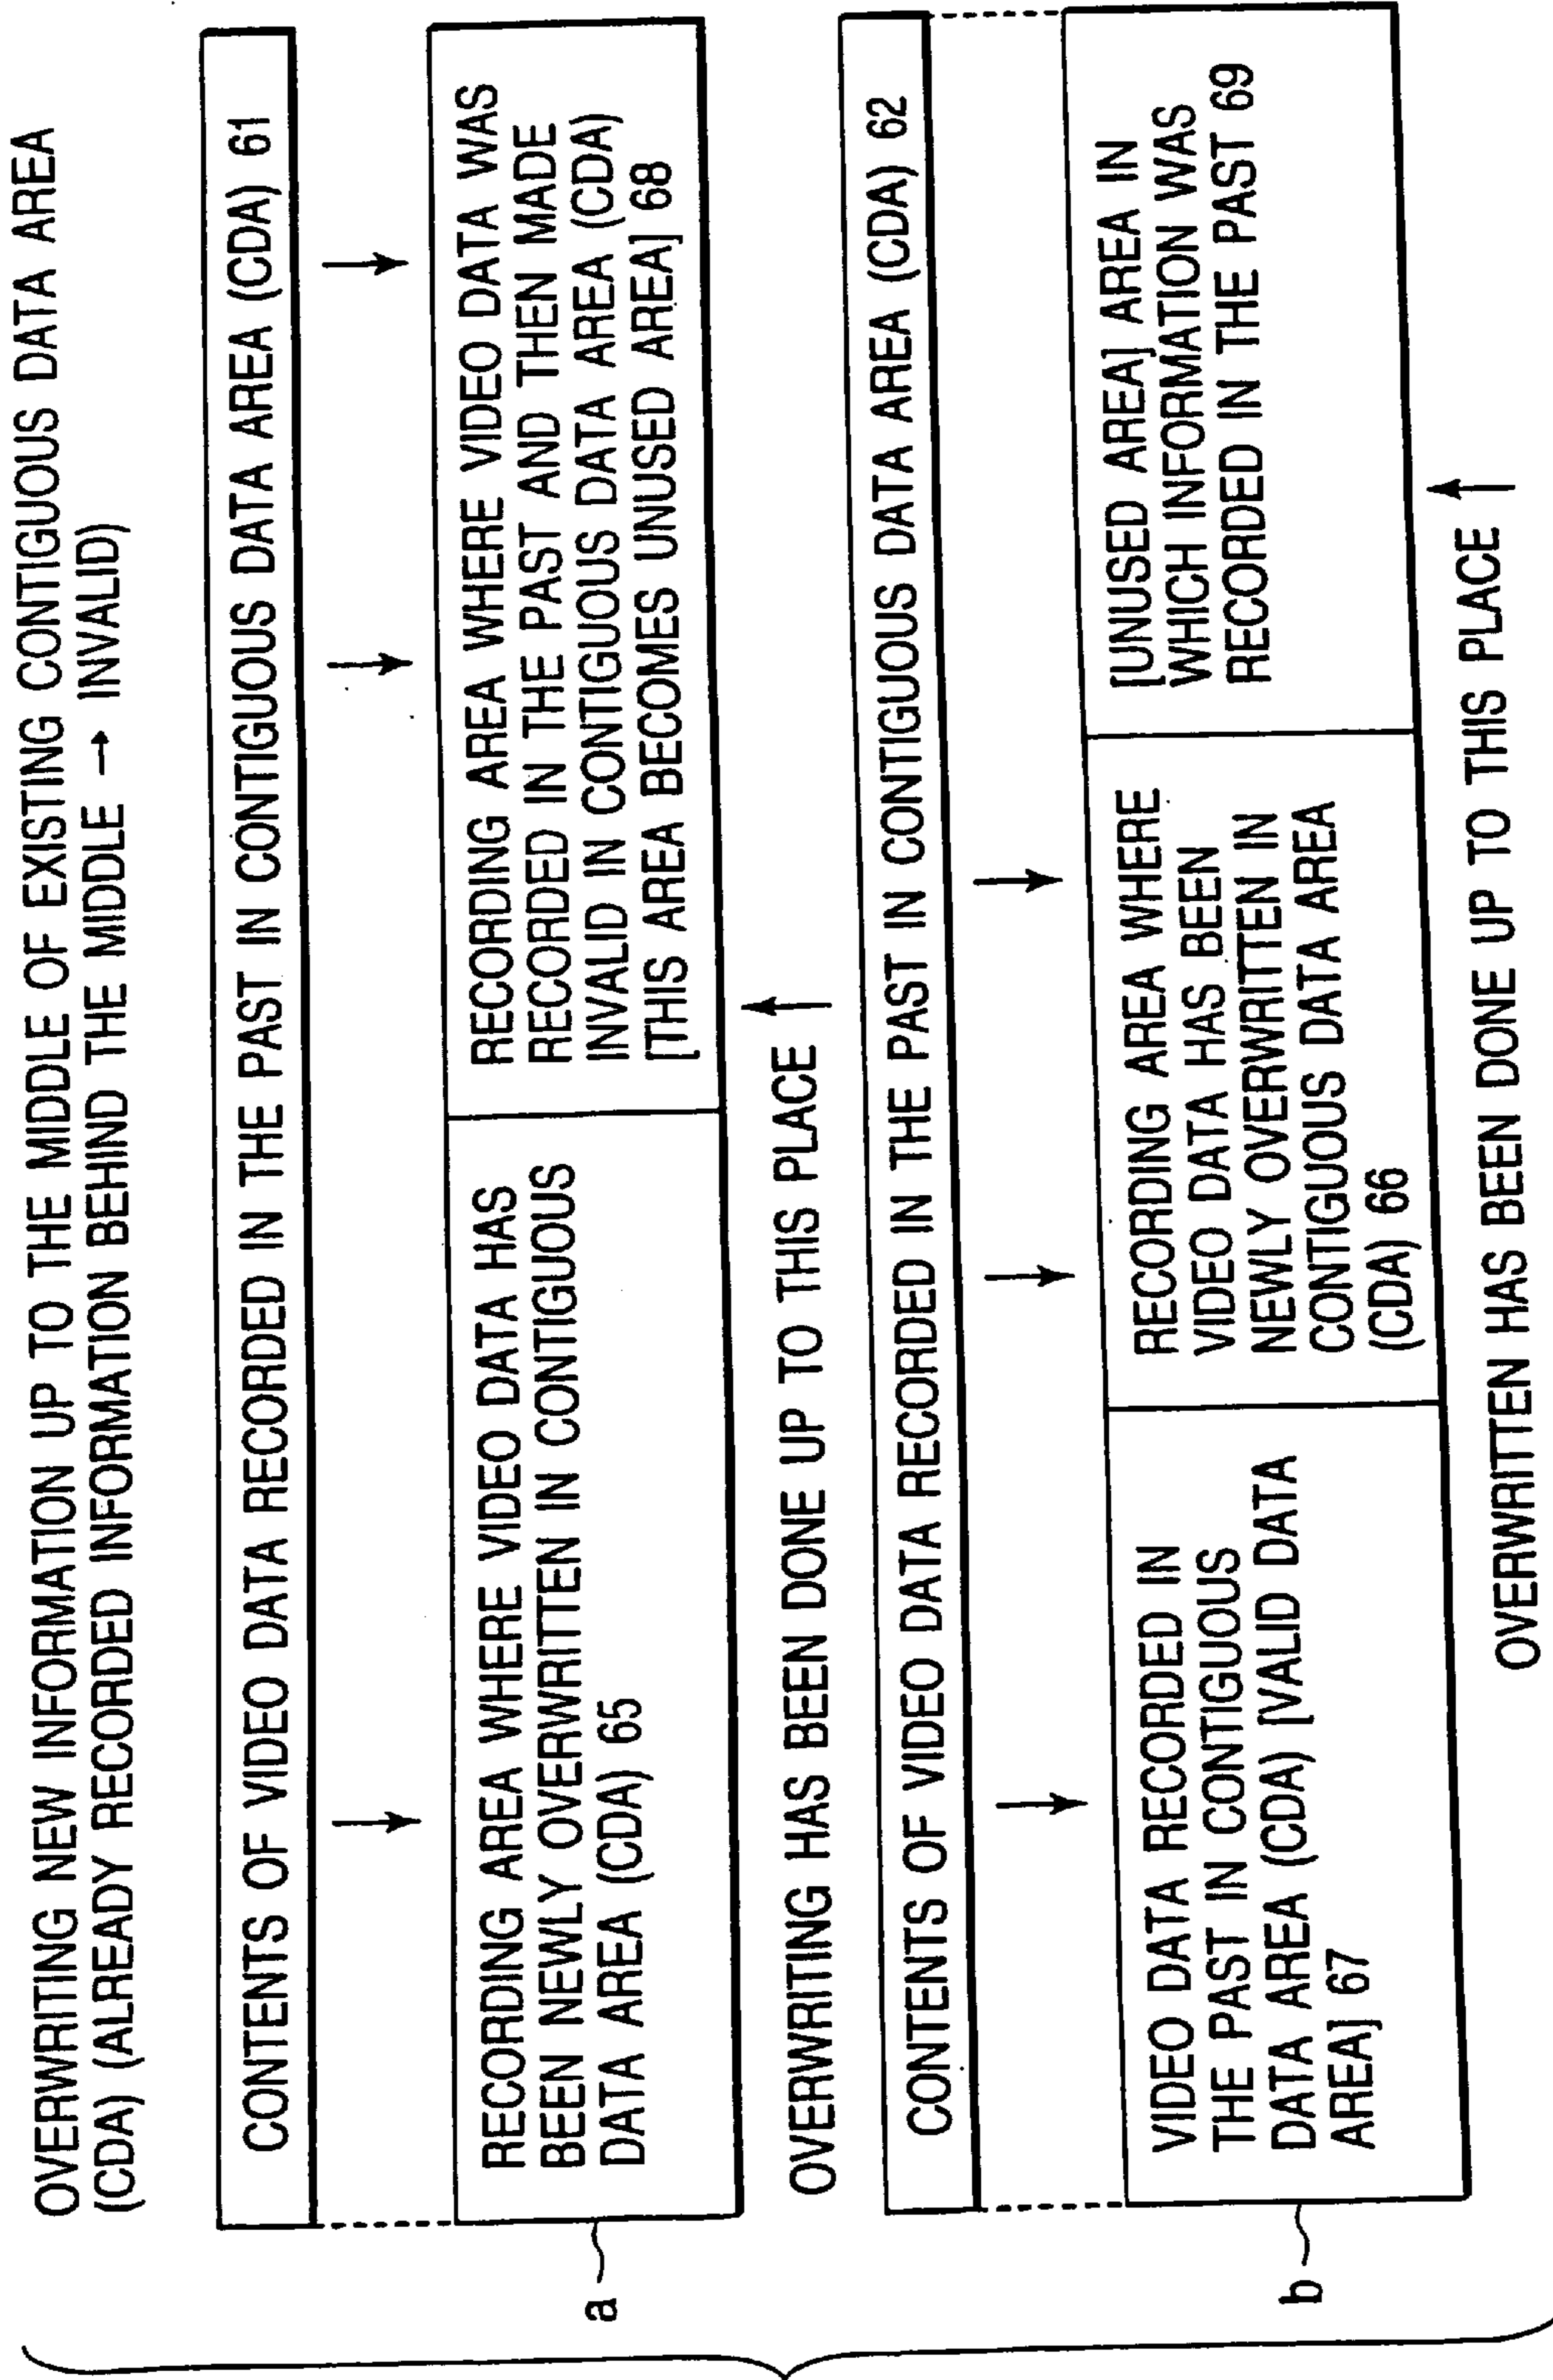 OVERWRITING NEW INFORMATION UP TO THE MIDDLE OF EXISTING CONTIGUOUS DATA AREA
(CDA) (ALREADY RECORDED INFORMATION BEHIND THE MIDDLE → INVALID)
CONTENTS OF VIDEO DATA RECORDED IN THE PAST IN CONTIGUOUS DATA AREA (CDA) 61
a
RECORDING AREA WHERE VIDEO DATA HAS
BEEN NEWLY OVERWRITTEN IN CONTIGUOUS
DATA AREA (CDA) 65
RECORDING AREA WHERE VIDEO DATA WAS
RECORDED IN THE PAST AND THEN MADE
INVALID IN CONTIGUOUS DATA AREA (CDA)
[THIS AREA BECOMES UNUSED AREA] 68
OVERWRITING HAS BEEN DONE UP TO THIS PLACE
CONTENTS OF VIDEO DATA RECORDED IN THE PAST IN CONTIGUOUS DATA AREA (CDA) 62
b
VIDEO DATA RECORDED IN
THE PAST IN CONTIGUOUS
DATA AREA (CDA) [VALID DATA
AREA] 67
RECORDING AREA WHERE
VIDEO DATA HAS BEEN
NEWLY OVERWRITTEN IN
CONTIGUOUS DATA AREA
(CDA) 66
[UNUSED AREA] AREA IN
WHICH INFORMATION WAS
RECORDED IN THE PAST 69
OVERWRITTEN HAS BEEN DONE UP TO THIS PLACE